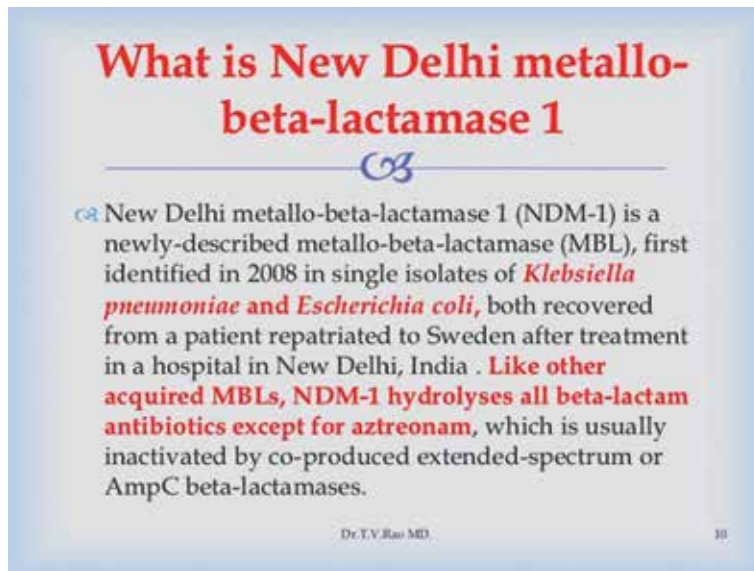 What is New Delhi metallo-
beta-lactamase 1
New Delhi metallo-beta-lactamase 1 (NDM-1) is a
newly-described metallo-beta-lactamase (MBL), first
identified in 2008 in single isolates of Klebsiella
pneumoniae and Escherichia coli, both recovered
from a patient repatriated to Sweden after treatment
in a hospital in New Delhi, India . Like other
acquired MBLs, NDM-1 hydrolyses all beta-lactam
antibiotics except for aztreonam, which is usually
inactivated by co-produced extended-spectrum or
AmpC beta-lactamases.
Dr.T.V.Rao MD